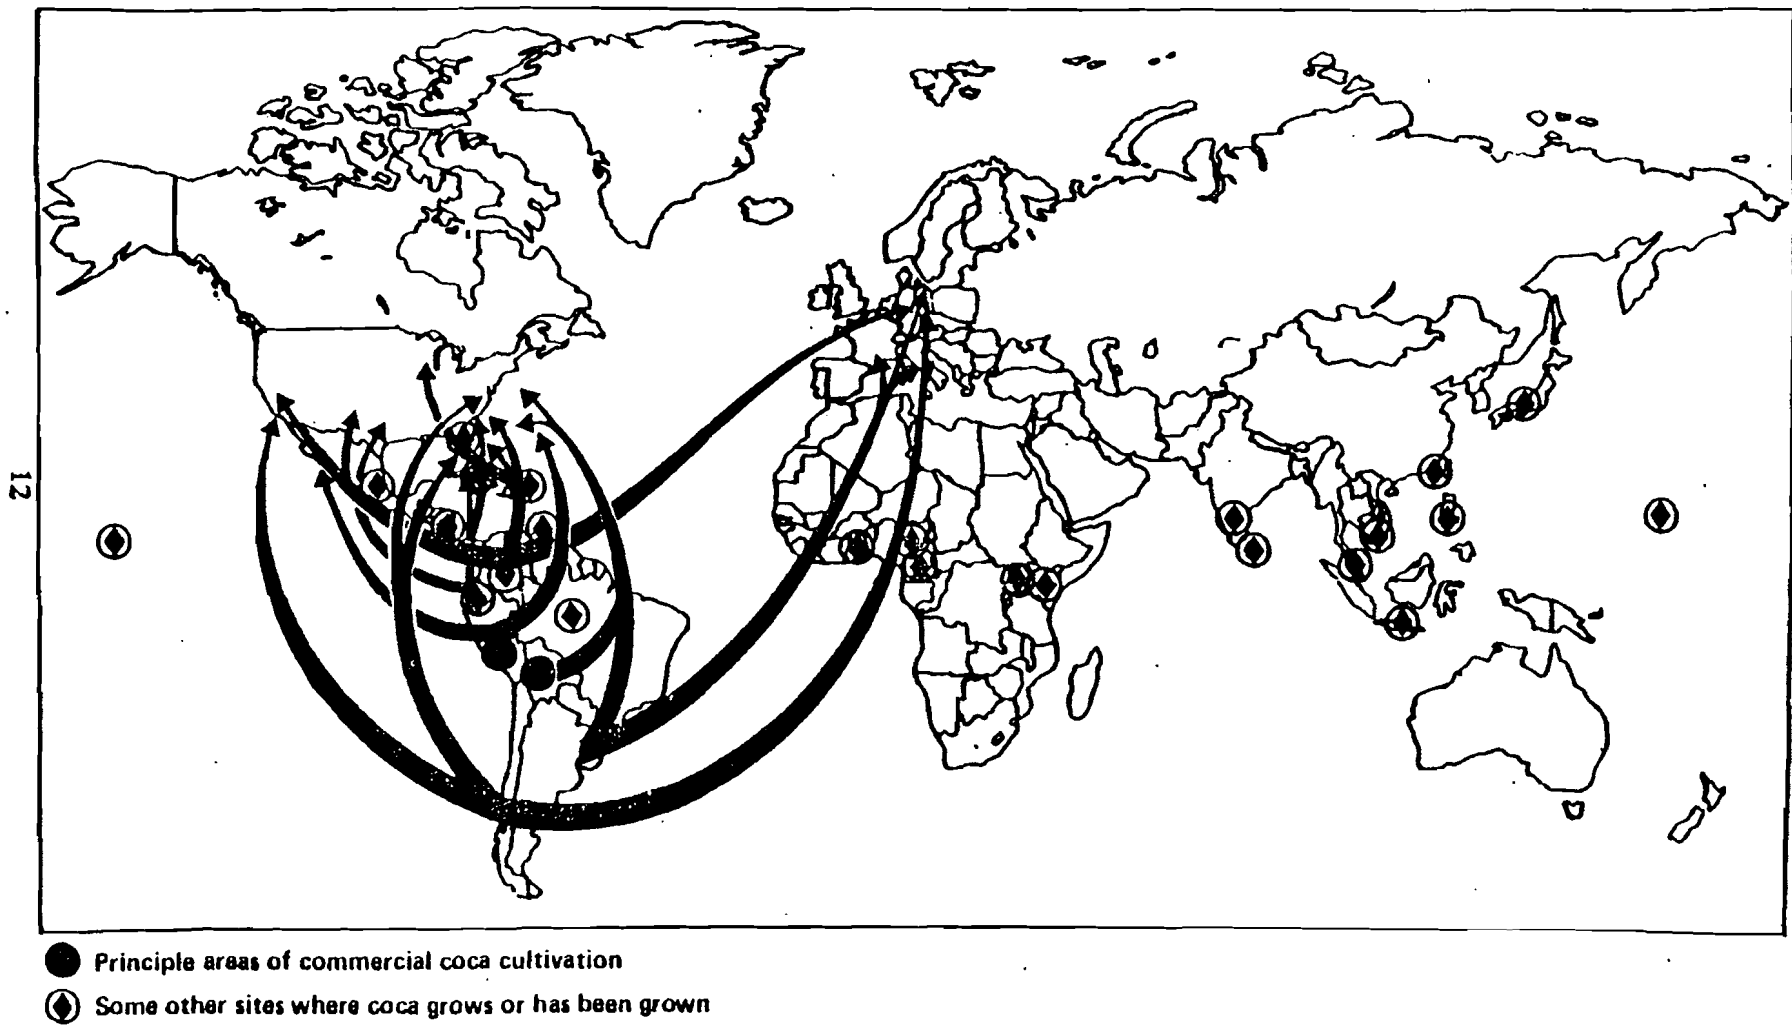 12
Principle areas of commercial coca cultivation
Some other sites where coca grows or has been grown